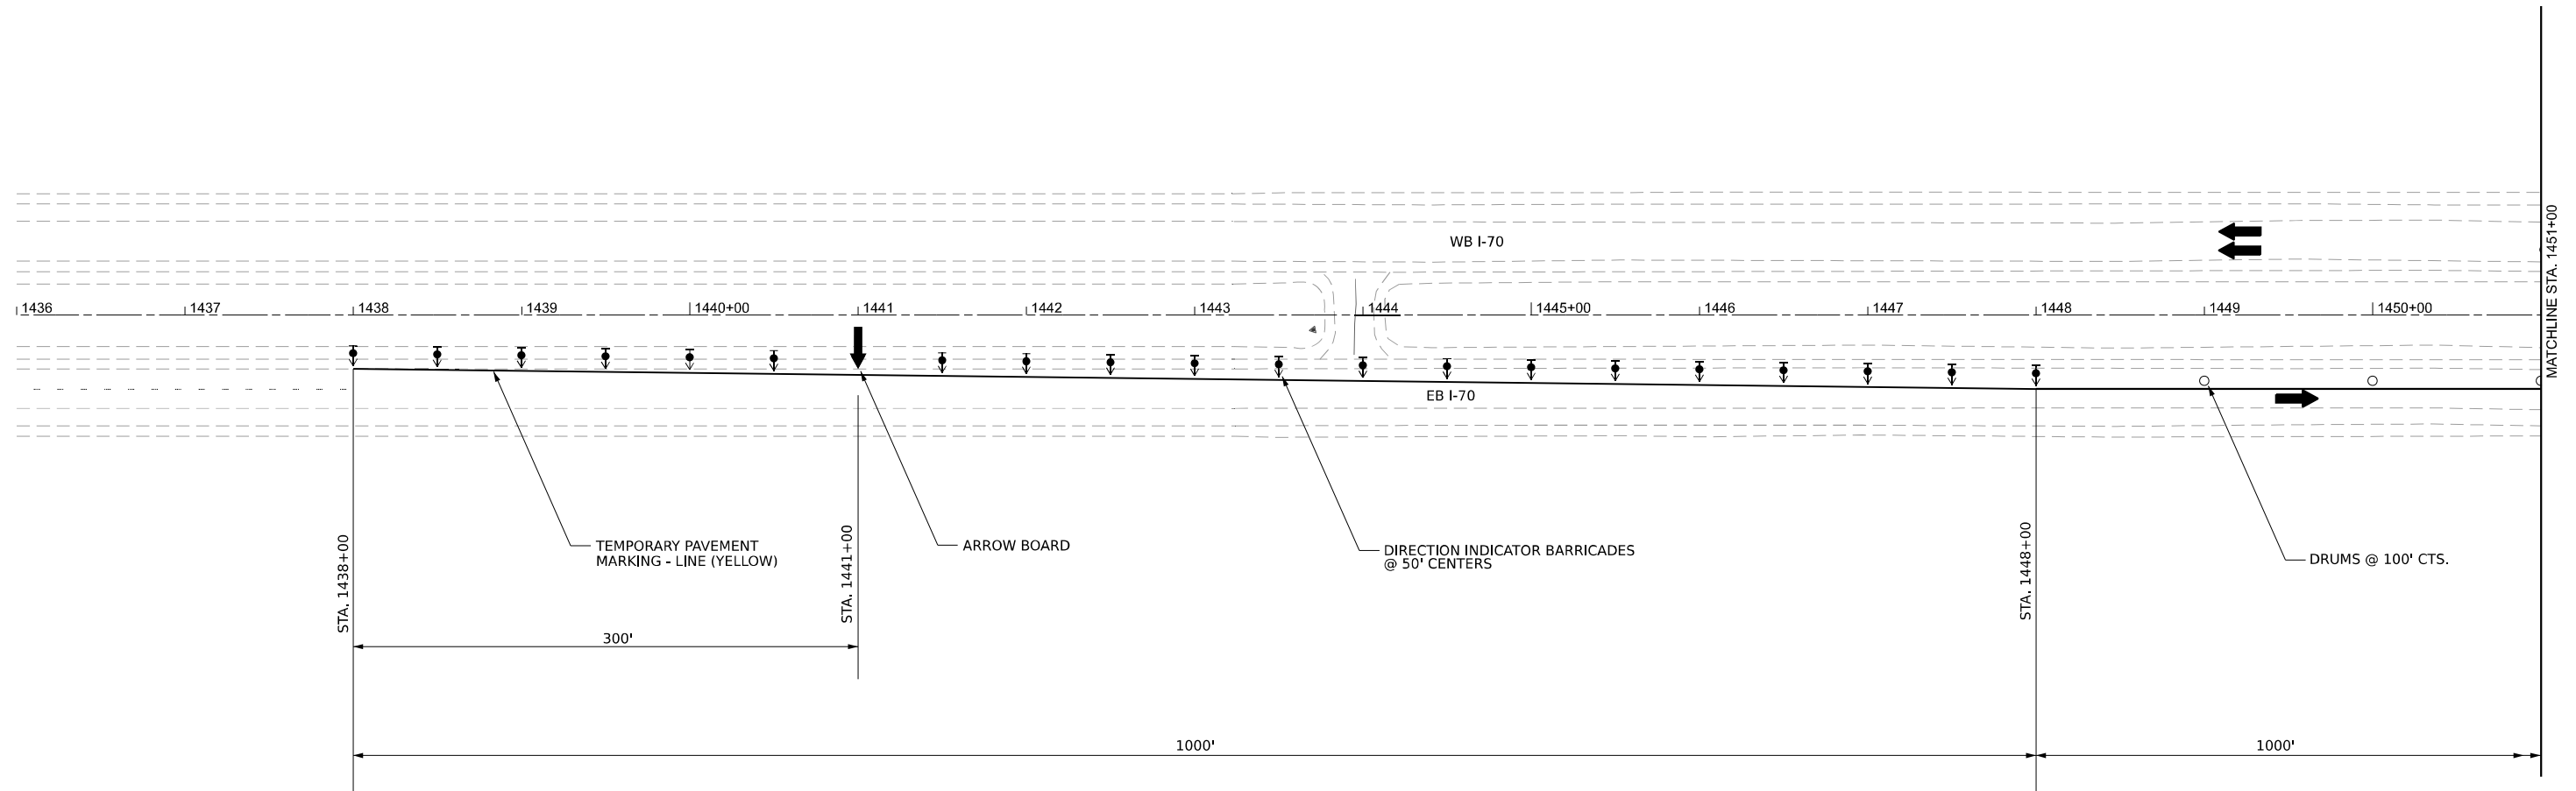 WB I-70
MATCHLINE STA. 1451+00
1436
1437
1438
1439
1440+00
1441
1442
1443
1444
1445+00
1446
1447
1448
1449
1450+00
EB I-70
TEMPORARY PAVEMENT
MARKING - LINE (YELLOW)
ARROW BOARD
DIRECTION INDICATOR BARRICADES
@ 50' CENTERS
DRUMS @ 100' CTS.
STA. 1438+00
STA. 1441+00
STA. 1448+00
300'
1000'
1000'